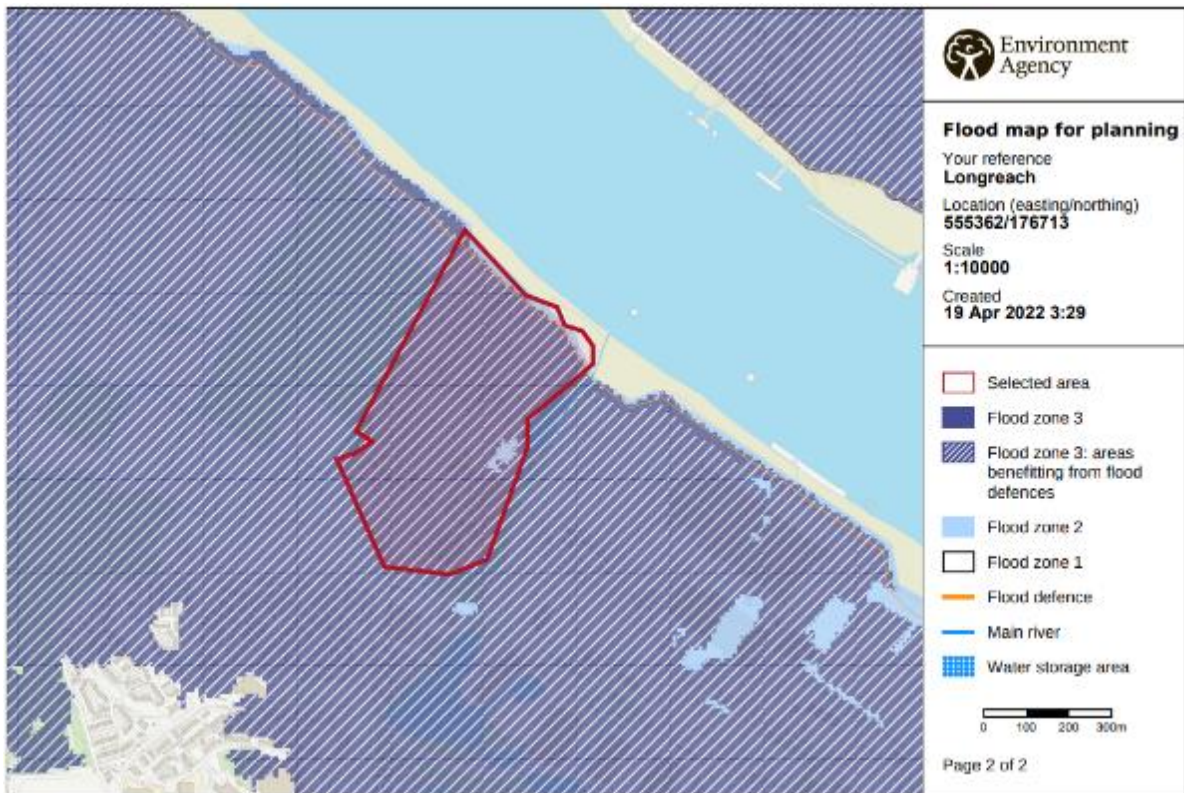 Environment
Agency
Flood map for planning
Your reference
Longreach
Location (easting/northing)
555362/176713
Scale
1:10000
Created
19 Apr 2022 3:29
Selected area
Flood zone 3
Flood zone 3: areas
benefitting from flood
defences
Flood zone 2
Flood zone 1
Flood defence
Main river
Water storage area
0 100 200 300m
Page 2 of 2